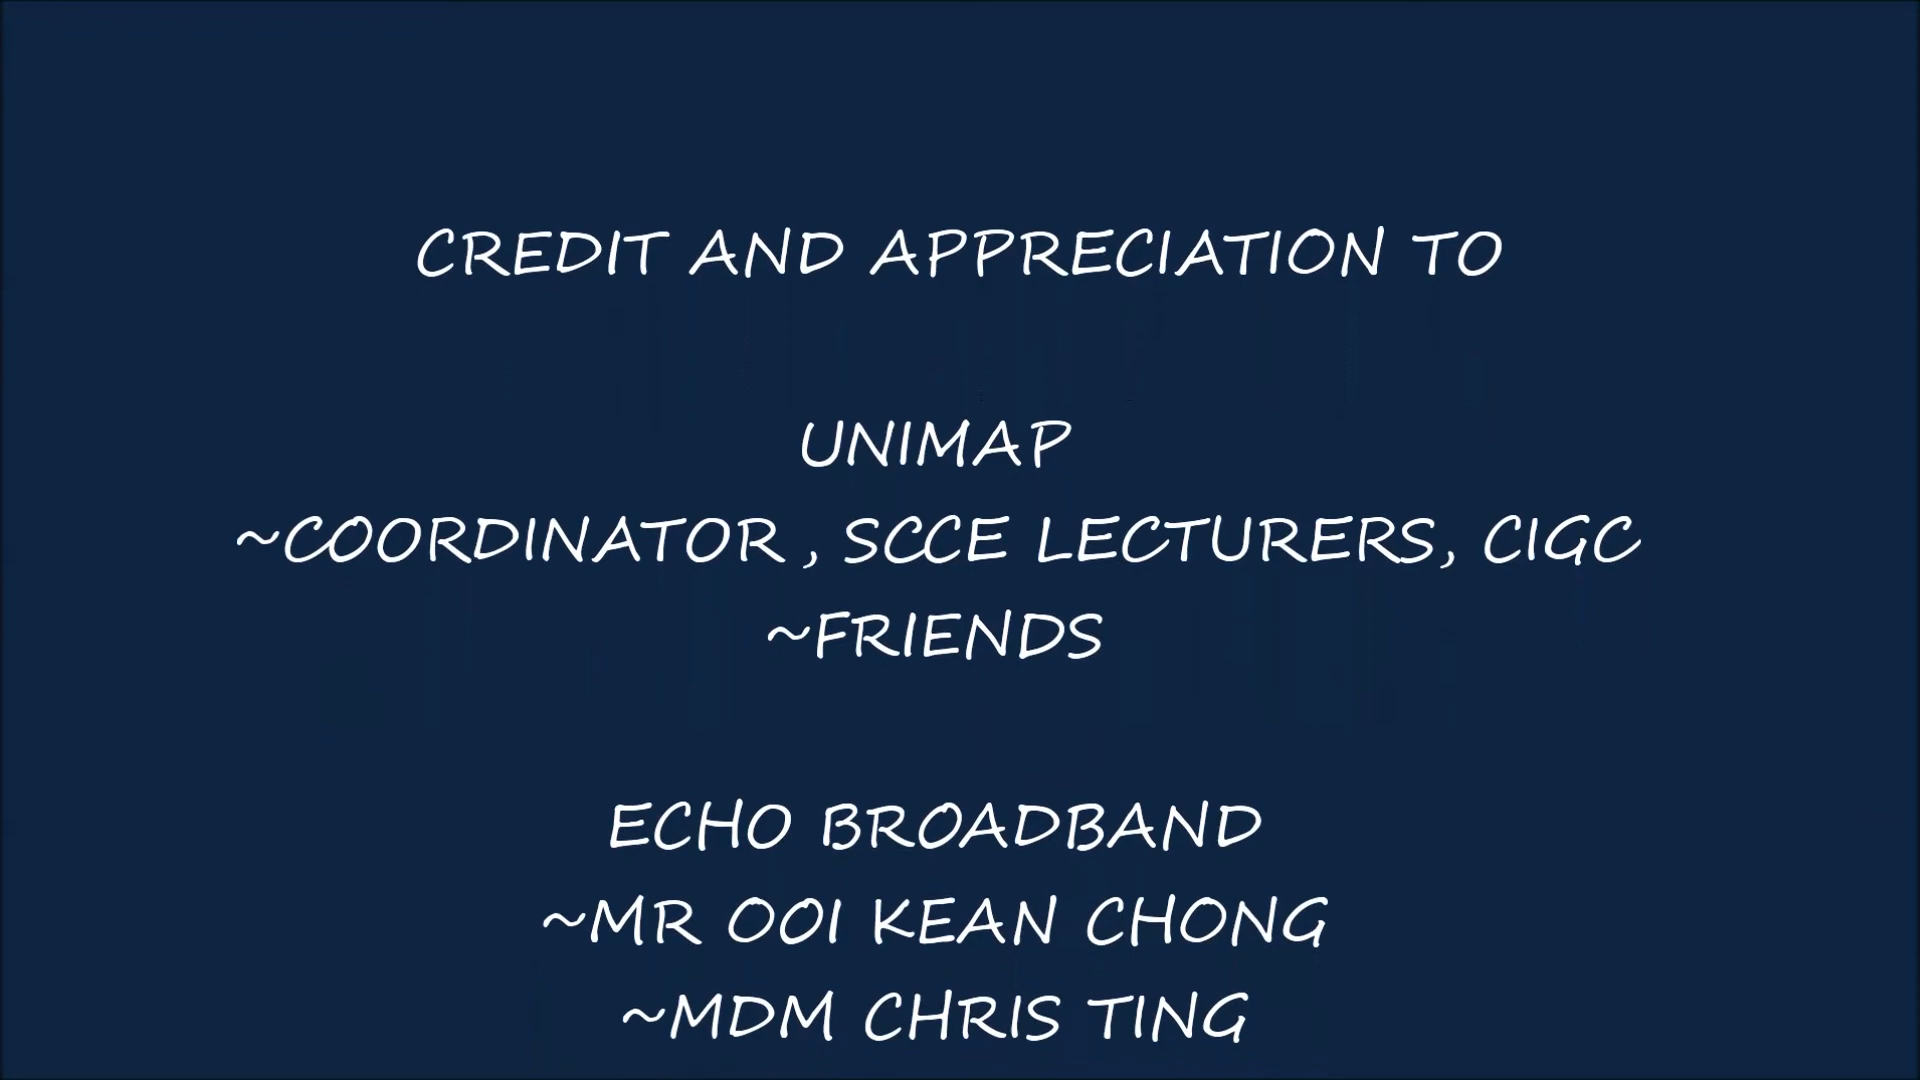 CREDIT AND APPRECIATION TO
UNIMAP
~COORDINATOR , SCCE LECTURERS, CIGC
~FRIENDS
ECHO BROADBAND
~MR OOI KEAN CHONG
~MDM CHRIS TING